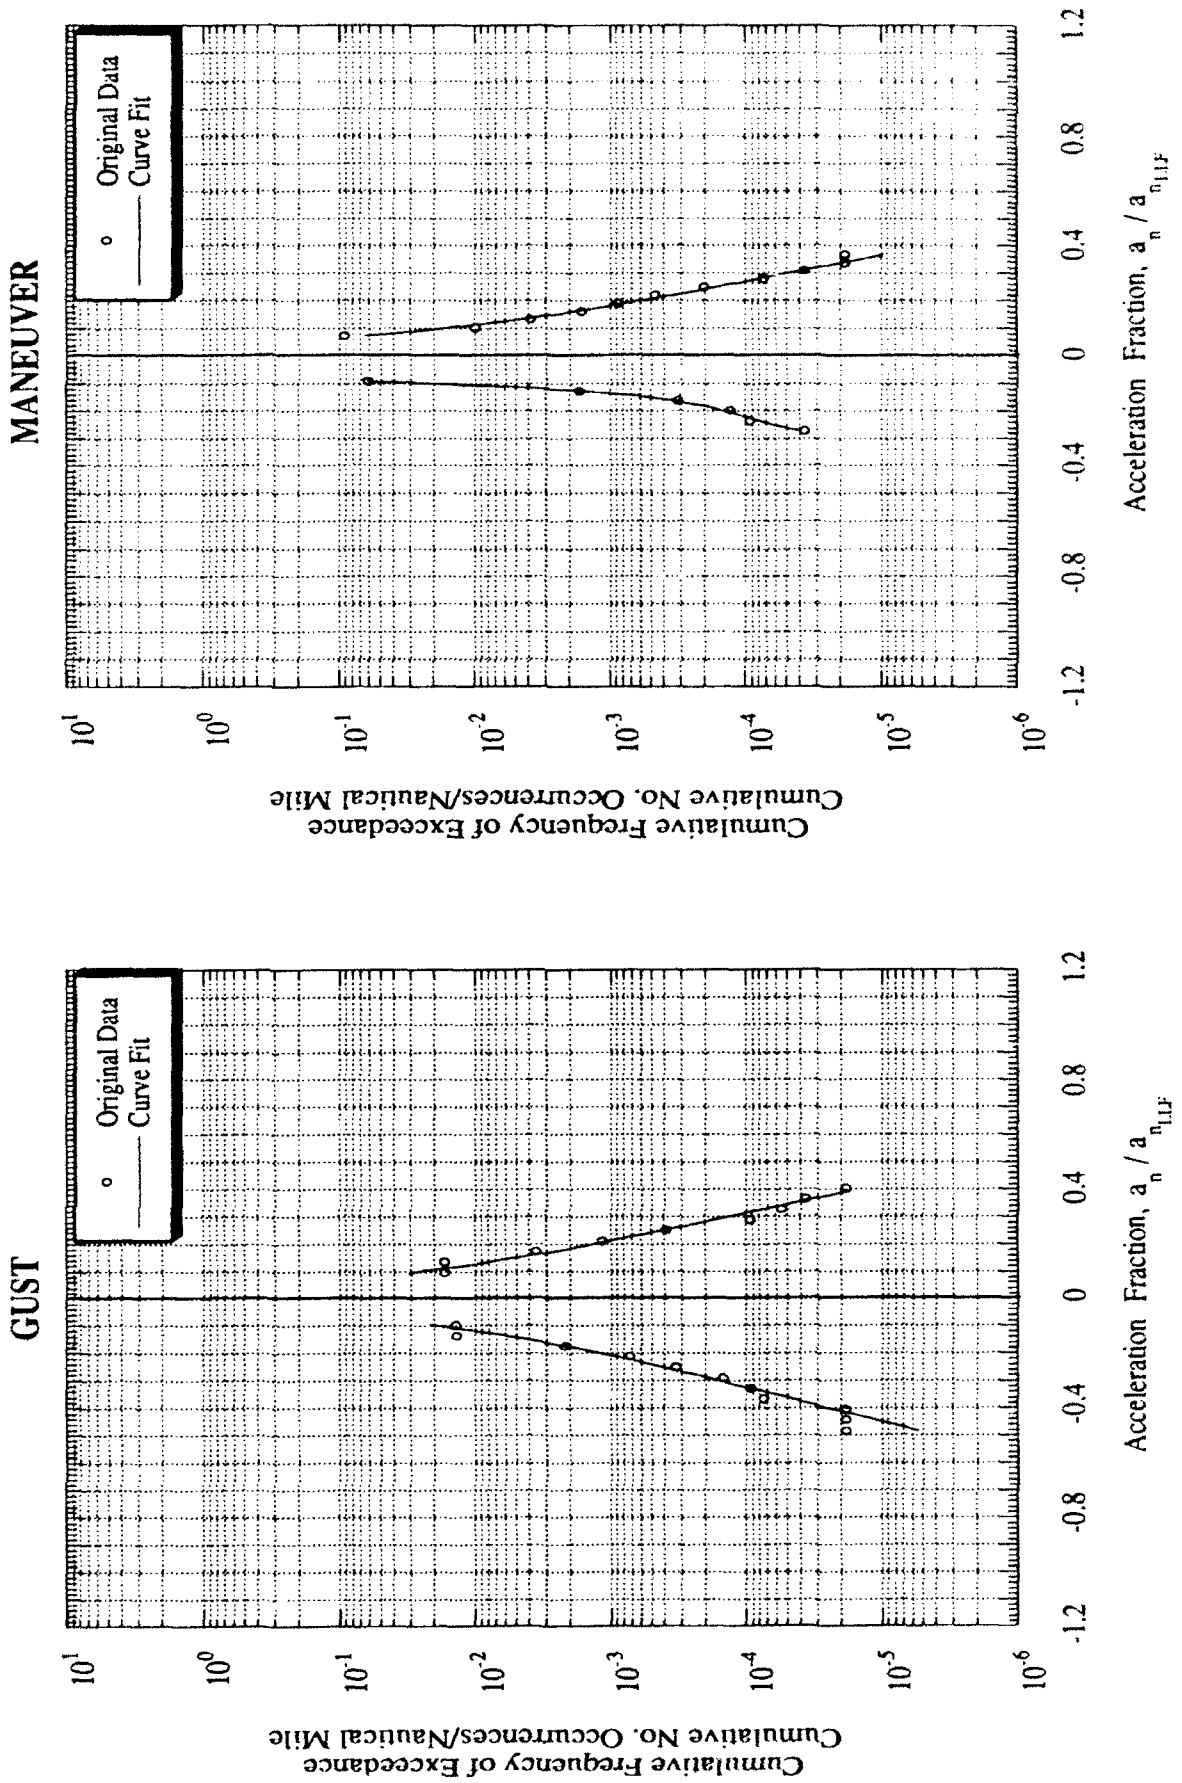 GUST
Cumulative Frequency of Exceedance
Cumulative No. Occurrences/Nautical Mile
10^1
10^0
10^-1
10^-2
10^-3
10^-4
10^-5
10^-6
Original Data
Curve Fit
-1.2
-0.8
-0.4
0
0.4
0.8
1.2
Acceleration Fraction, a_n / a_n_LLF
MANEUVER
Cumulative Frequency of Exceedance
Cumulative No. Occurrences/Nautical Mile
10^1
10^0
10^-1
10^-2
10^-3
10^-4
10^-5
10^-6
Original Data
Curve Fit
-1.2
-0.8
-0.4
0
0.4
0.8
1.2
Acceleration Fraction, a_n / a_n_LLF